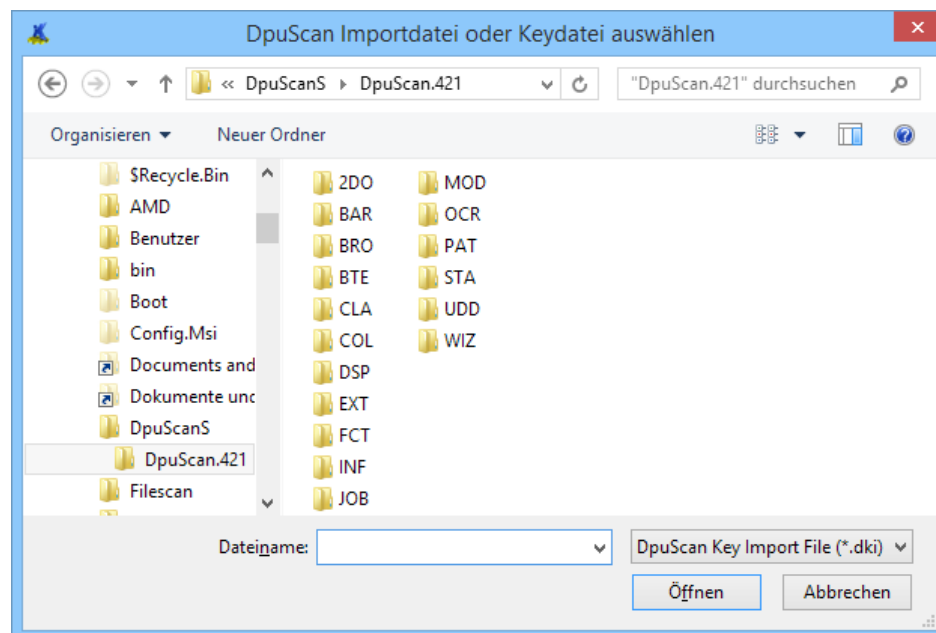 DpuScan Importdatei oder Keydatei auswählen
« DpuScanS DpuScan.421 "DpuScan.421" durchsuchen
Organisieren Neuer Ordner
$Recycle.Bin
AMD
Benutzer
bin
Boot
Config.Msi
Documents and
Dokumente unc
DpuScanS
DpuScan.421
Filescan
2DO MOD
BAR OCR
BRO PAT
BTE STA
CLA UDD
COL WIZ
DSP
EXT
FCT
INF
JOB
Dateiname: DpuScan Key Import File (*.dki)
Öffnen Abbrechen